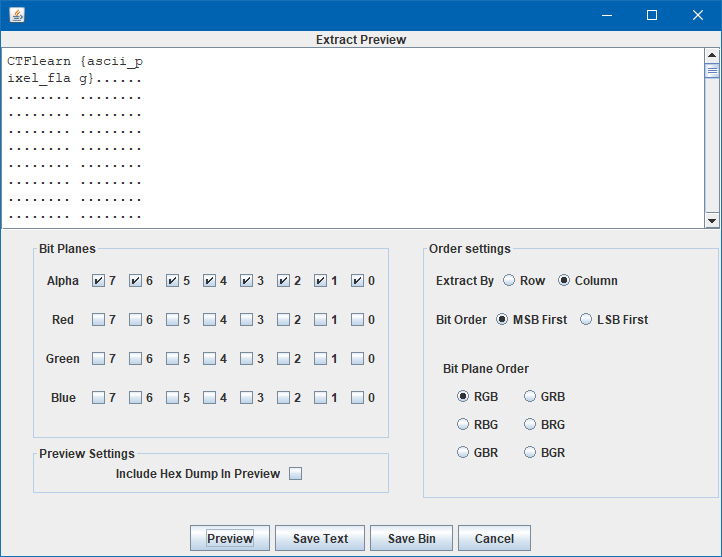 Extract Preview
CTFlearn {ascii_p
ixel_fla g}......
........ ........
........ ........
........ ........
........ ........
........ ........
........ ........
........ ........
........ ........
Bit Planes
Alpha 7 6 5 4 3 2 1 0
Red 7 6 5 4 3 2 1 0
Green 7 6 5 4 3 2 1 0
Blue 7 6 5 4 3 2 1 0
Preview Settings
Include Hex Dump In Preview
Order settings
Extract By Row Column
Bit Order MSB First LSB First
Bit Plane Order
RGB GRB
RBG BRG
GBR BGR
Preview Save Text Save Bin Cancel